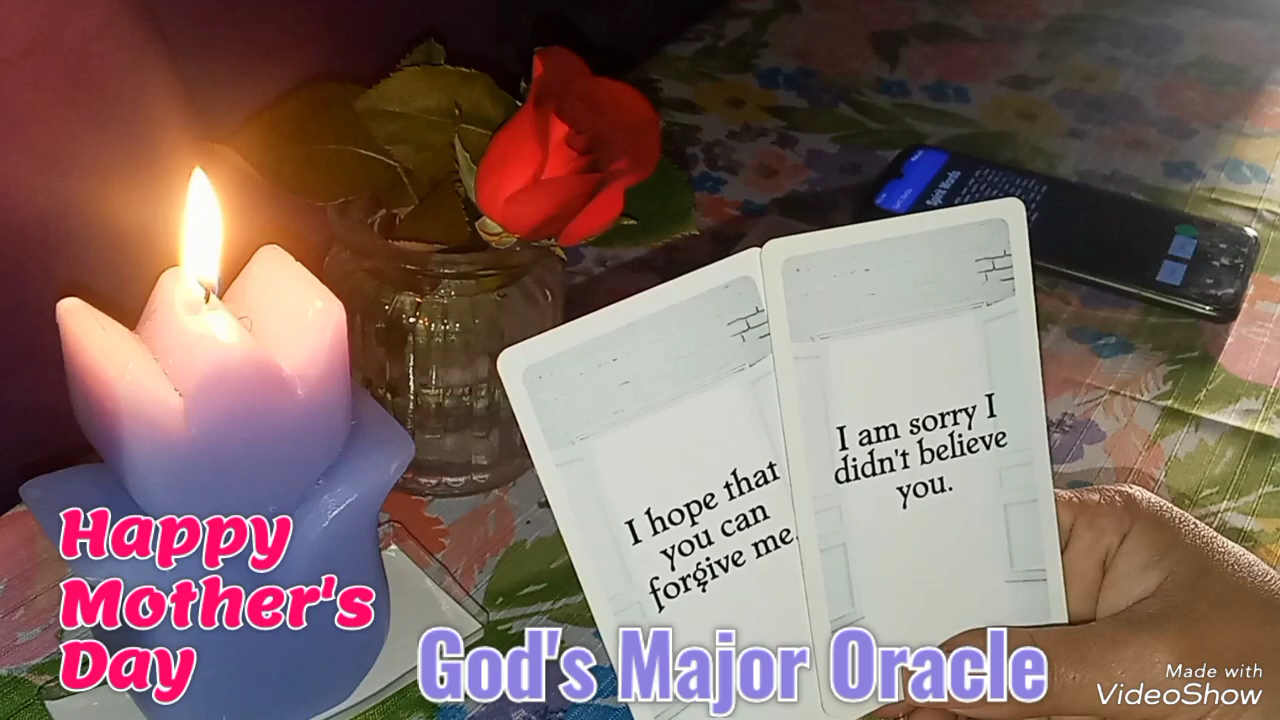 I hope that
you can
forgive me.
I am sorry I
didn't believe
you.
Happy
Mother's
Day
God's Major Oracle
Made with
VideoShow